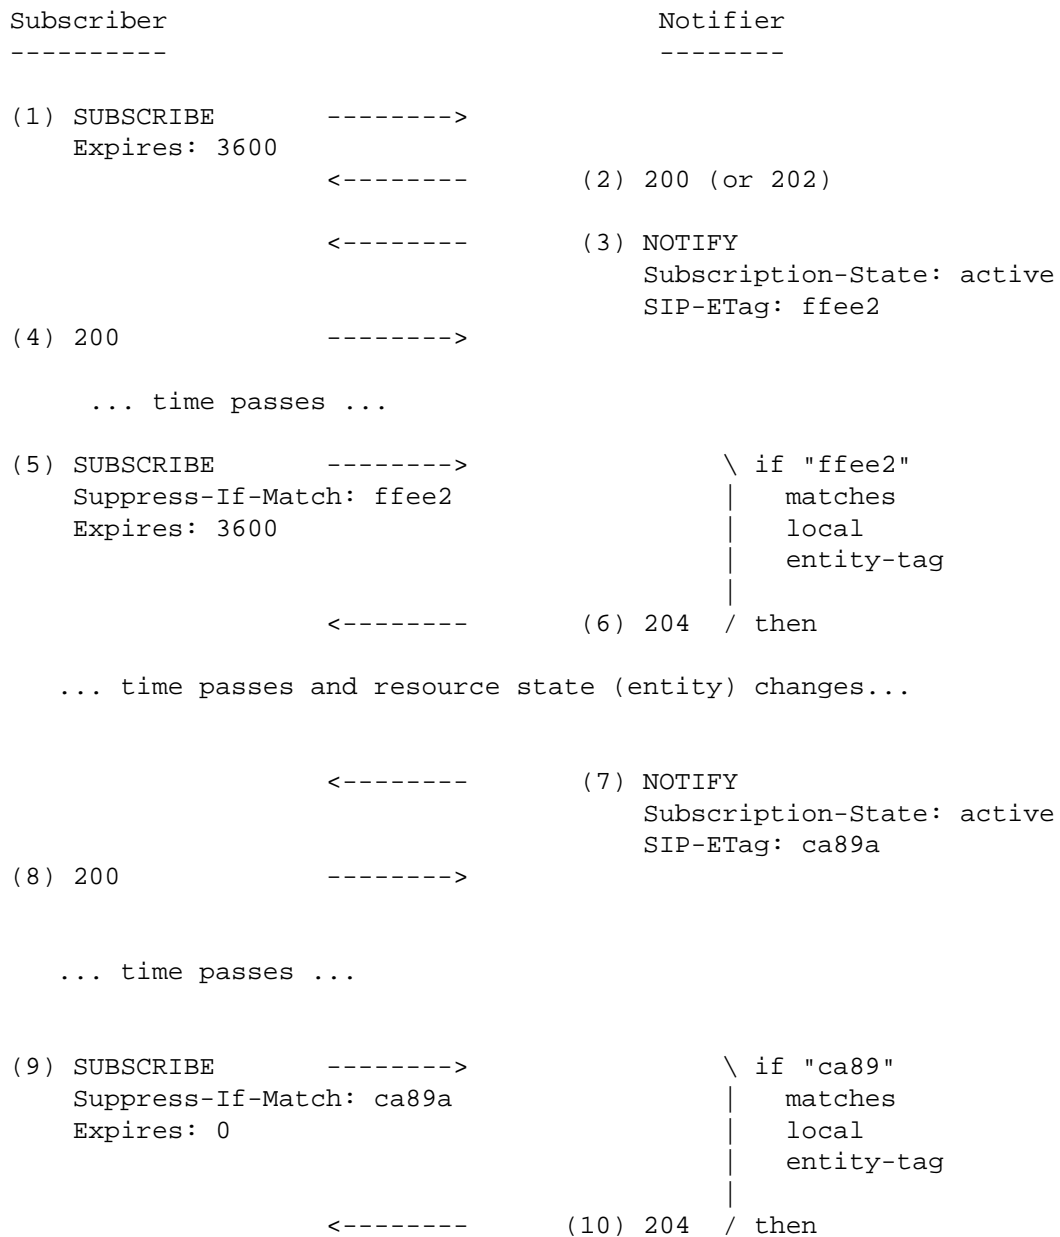 Subscriber                               Notifier
----------                               --------
(1) SUBSCRIBE       -------->
    Expires: 3600
                    <--------       (2) 200 (or 202)
                    <--------       (3) NOTIFY
                                        Subscription-State: active
                                        SIP-ETag: ffee2
(4) 200             -------->
     ... time passes ...
(5) SUBSCRIBE       -------->                \ if "ffee2"
    Suppress-If-Match: ffee2                 |   matches
    Expires: 3600                            |   local
                                             |   entity-tag
                                             |
                    <--------       (6) 204  / then
   ... time passes and resource state (entity) changes...
                    <--------       (7) NOTIFY
                                        Subscription-State: active
                                        SIP-ETag: ca89a
(8) 200             -------->
   ... time passes ...
(9) SUBSCRIBE       -------->                \ if "ca89"
    Suppress-If-Match: ca89a                 |   matches
    Expires: 0                               |   local
                                             |   entity-tag
                                             |
                    <--------      (10) 204  / then